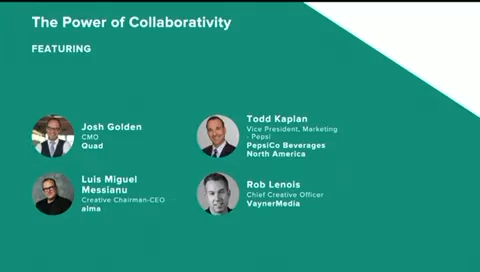 The Power of Collaborativity
FEATURING
Josh Golden
CMO
Quad
Todd Kaplan
Vice President, Marketing
- Pepsi
PepsiCo Beverages
North America
Luis Miguel
Messianu
Creative Chairman-CEO
alma
Rob Lenois
Chief Creative Officer
VaynerMedia